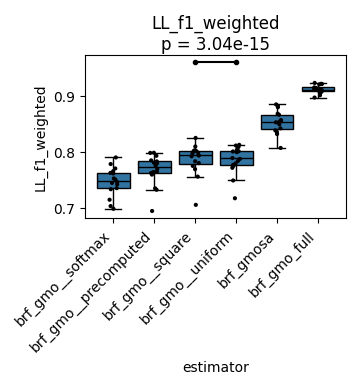 LL_f1_weighted
p = 3.04e-15
LL_f1_weighted
0.9
0.8
0.7
brf_gmo__softmax
brf_gmo__precomputed
brf_gmo__square
brf_gmo__uniform
brf_gmosa
brf_gmo_full
estimator